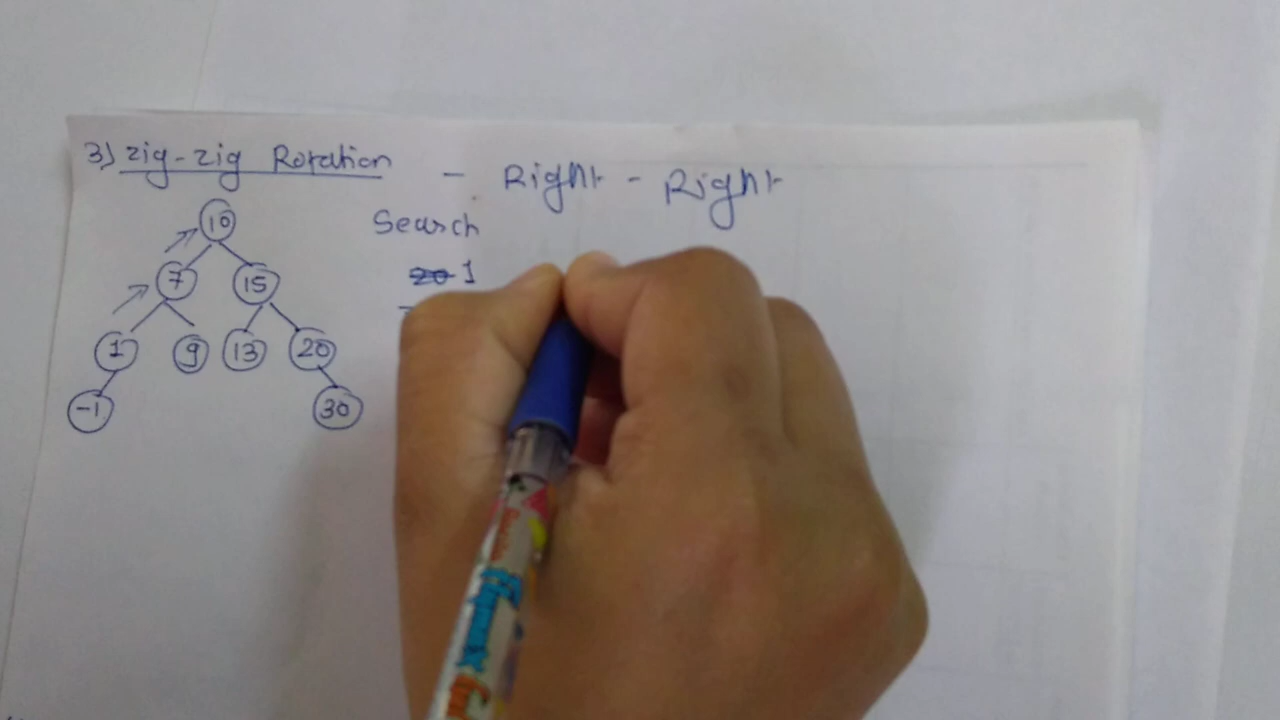 3) zig-zig Rotation - Right - Right
Search
20 1
10
7 15
1 9 13 20
-1 30